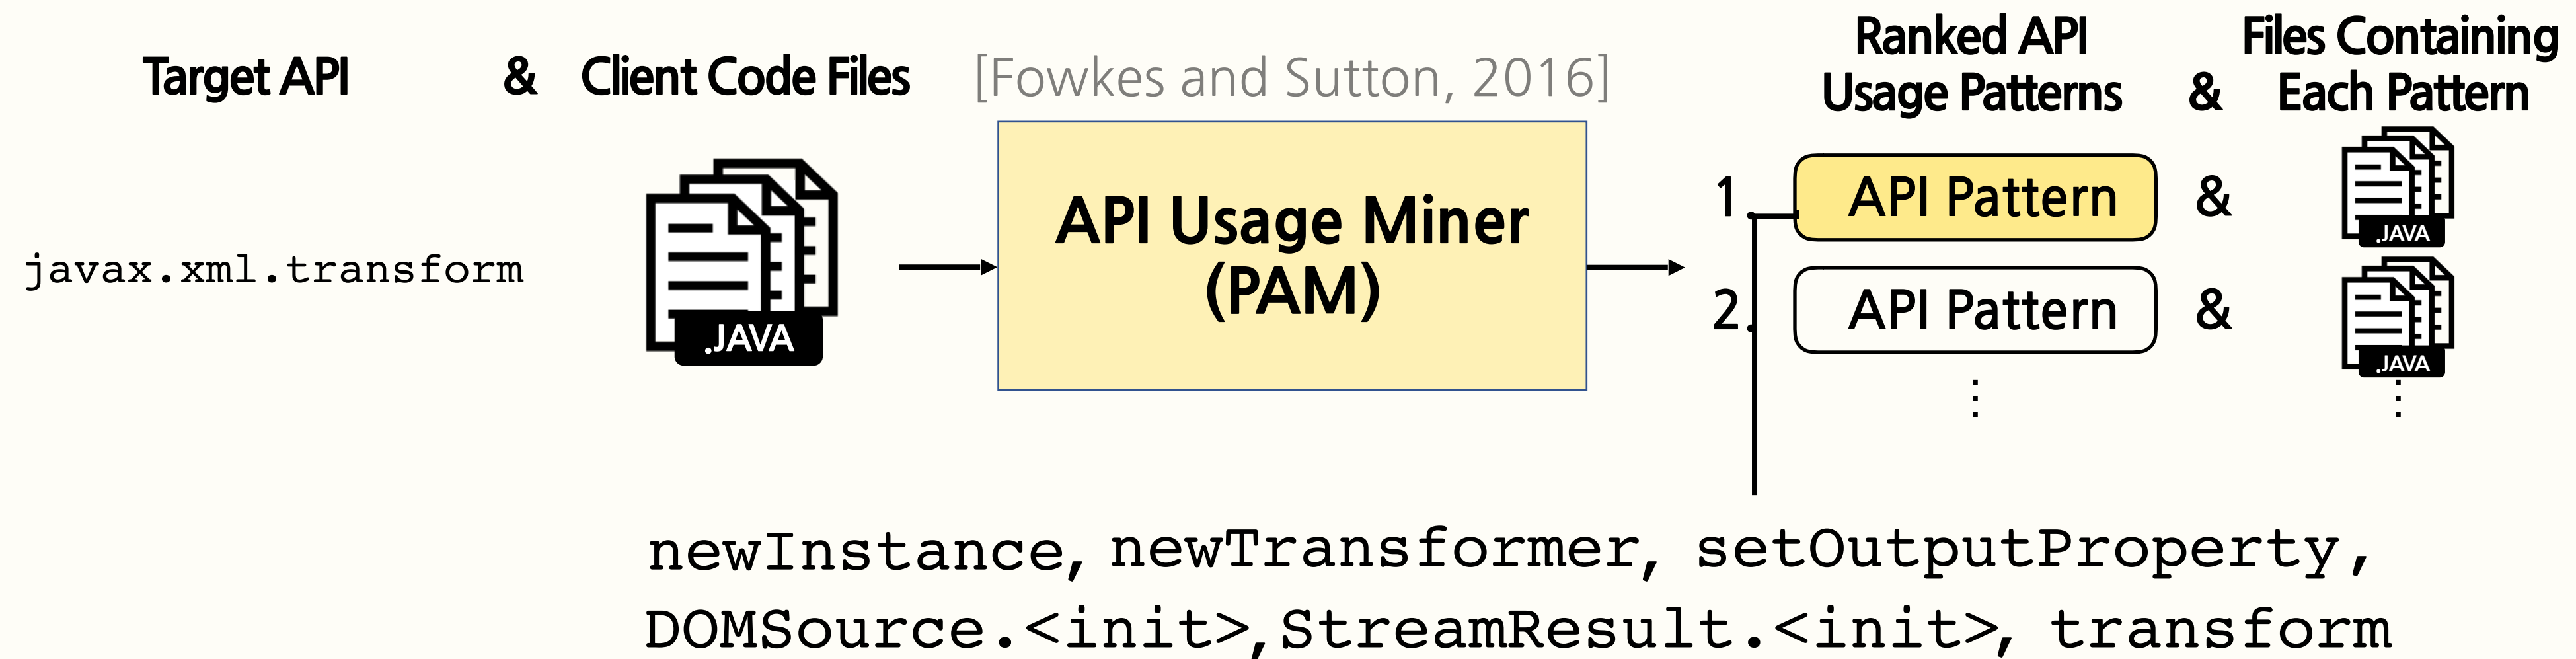 Target API & Client Code Files
[Fowkes and Sutton, 2016]
Ranked API
Usage Patterns
&
Files Containing
Each Pattern
javax.xml.transform
.JAVA
API Usage Miner
(PAM)
1. API Pattern &
.JAVA
2. API Pattern &
.JAVA
newInstance, newTransformer, setOutputProperty,
DOMSource.<init>,StreamResult.<init>, transform